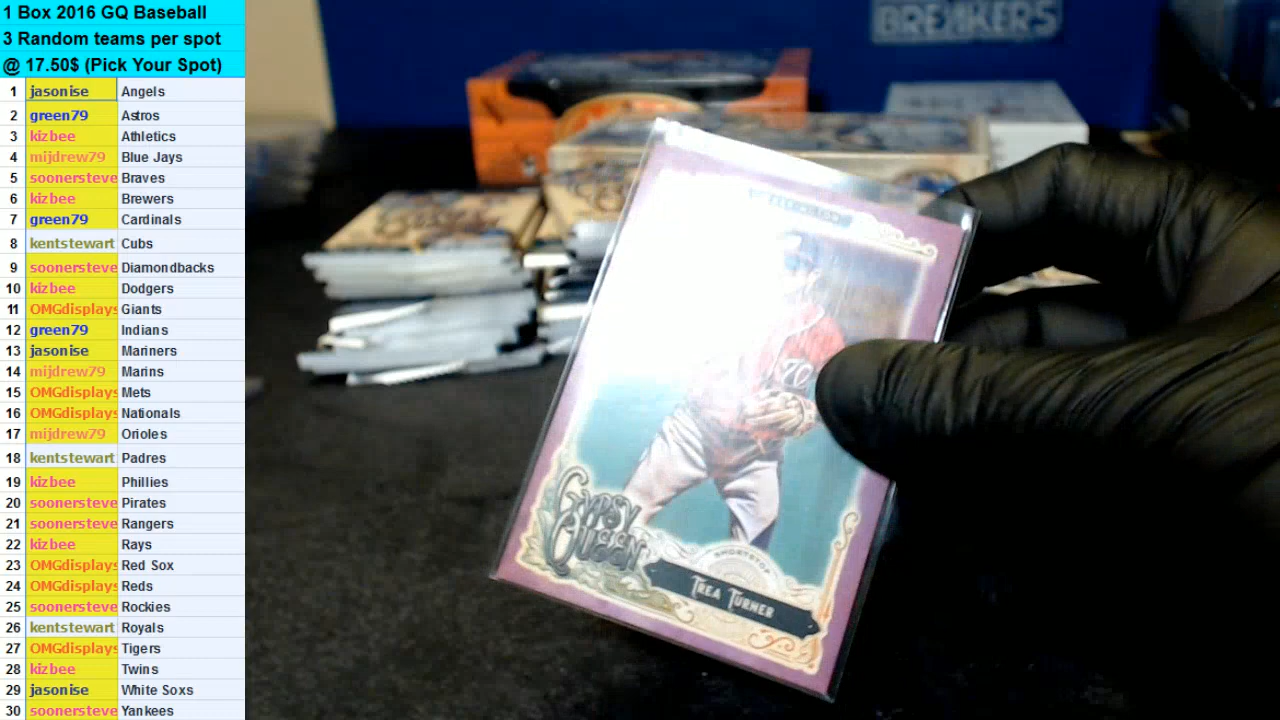 1 Box 2016 GQ Baseball
3 Random teams per spot
@ 17.50$ (Pick Your Spot)
1 jasonise Angels
2 green79 Astros
3 kizbee Athletics
4 mijdrew79 Blue Jays
5 soonersteve Braves
6 kizbee Brewers
7 green79 Cardinals
8 kentstewart Cubs
9 soonersteve Diamondbacks
10 kizbee Dodgers
11 OMGdisplays Giants
12 green79 Indians
13 jasonise Mariners
14 mijdrew79 Marins
15 OMGdisplays Mets
16 OMGdisplays Nationals
17 mijdrew79 Orioles
18 kentstewart Padres
19 kizbee Phillies
20 soonersteve Pirates
21 soonersteve Rangers
22 kizbee Rays
23 OMGdisplays Red Sox
24 OMGdisplays Reds
25 soonersteve Rockies
26 kentstewart Royals
27 OMGdisplays Tigers
28 kizbee Twins
29 jasonise White Soxs
30 soonersteve Yankees
BREAKERS
Gypsy
Queen
SHORTSTOP
TREA TURNER